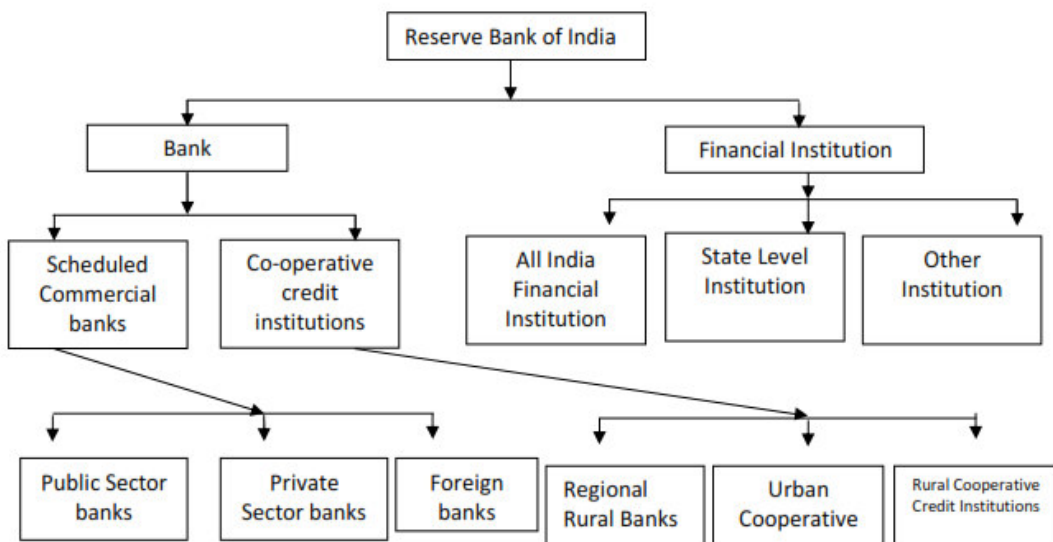 Reserve Bank of India
Bank
Financial Institution
Scheduled
Commercial
banks
Co-operative
credit
institutions
All India
Financial
Institution
State Level
Institution
Other
Institution
Public Sector
banks
Private
Sector banks
Foreign
banks
Regional
Rural Banks
Urban
Cooperative
Rural Cooperative
Credit Institutions